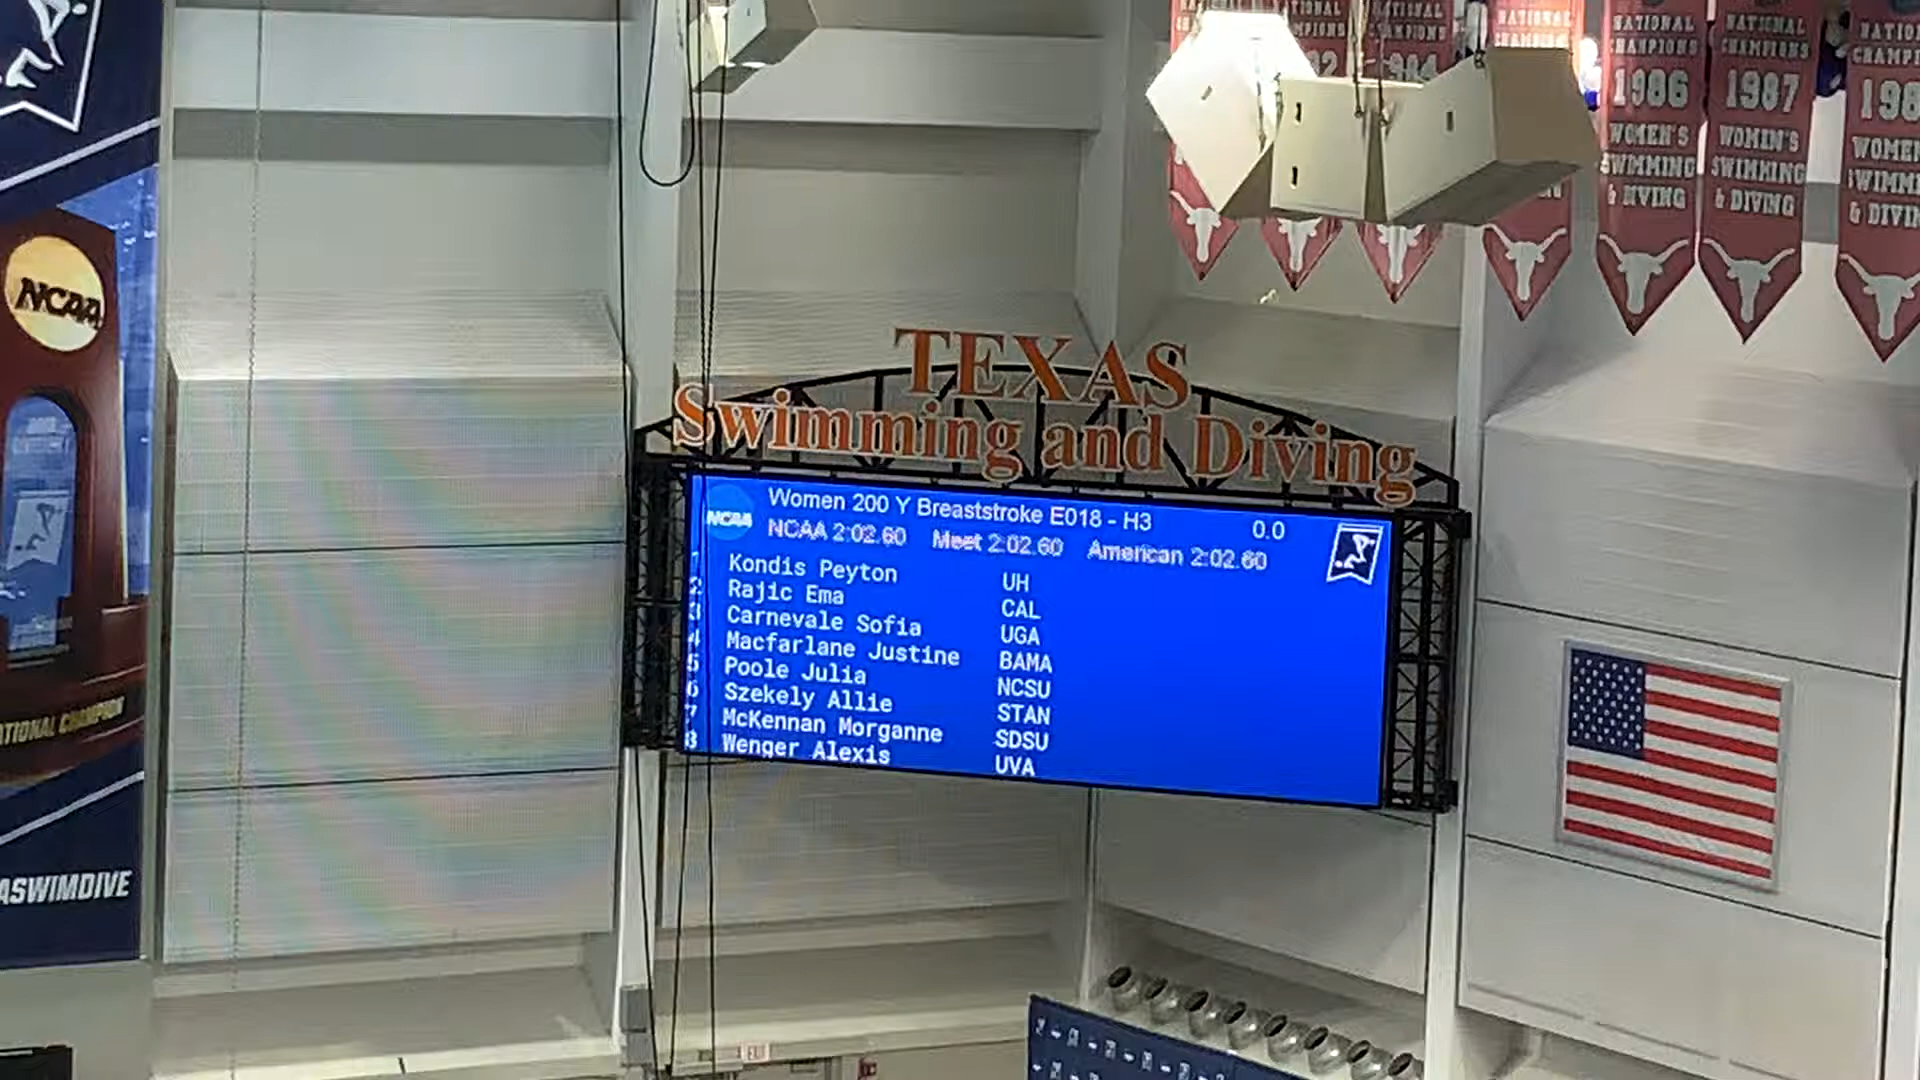 NATIONAL CHAMPIONS 1986 WOMEN'S SWIMMING & DIVING
NATIONAL CHAMPIONS 1987 WOMEN'S SWIMMING & DIVING
NCAA
TEXAS
Swimming and Diving
NCAA
Women 200 Y Breaststroke E018 - H3 0.0
NCAA 2:02.60 Meet 2:02.60 American 2:02.60
1 Kondis Peyton UH
2 Rajic Ema CAL
3 Carnevale Sofia UGA
4 Macfarlane Justine BAMA
5 Poole Julia NCSU
6 Szekely Allie STAN
7 McKennan Morganne SDSU
8 Wenger Alexis UVA
ATIONAL CHAMPION
ASWIMDIVE
EXIT